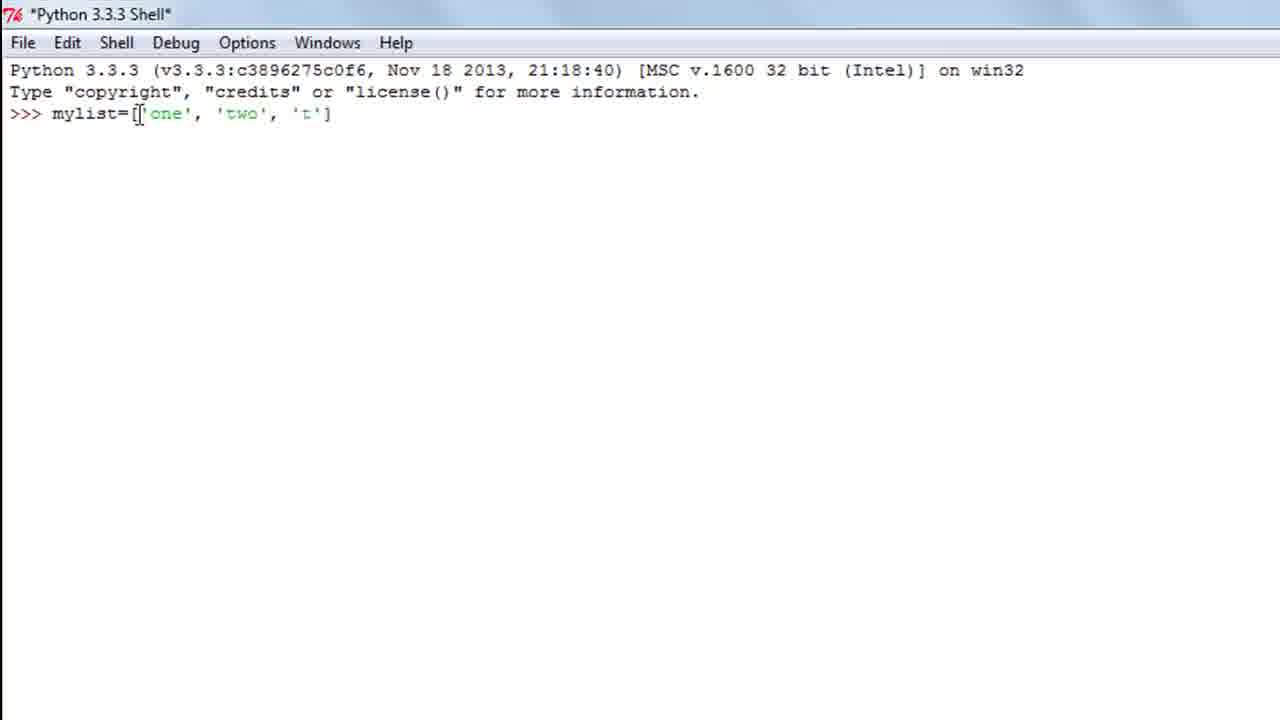 *Python 3.3.3 Shell*
File Edit Shell Debug Options Windows Help
Python 3.3.3 (v3.3.3:c3896275c0f6, Nov 18 2013, 21:18:40) [MSC v.1600 32 bit (Intel)] on win32
Type "copyright", "credits" or "license()" for more information.
>>> mylist=['one', 'two', 't']